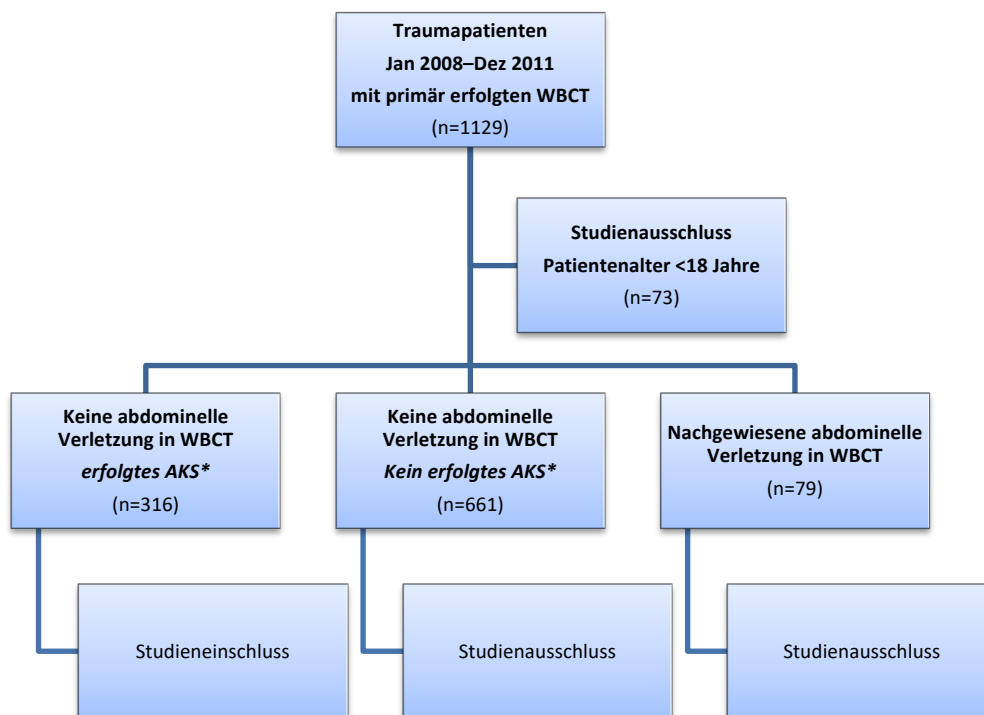 Traumapatienten
Jan 2008–Dez 2011
mit primär erfolgten WBCT
(n=1129)
Studienausschluss
Patientenalter <18 Jahre
(n=73)
Keine abdominelle
Verletzung in WBCT
erfolgtes AKS*
(n=316)
Keine abdominelle
Verletzung in WBCT
Kein erfolgtes AKS*
(n=661)
Nachgewiesene abdominelle
Verletzung in WBCT
(n=79)
Studieneinschluss
Studienausschluss
Studienausschluss